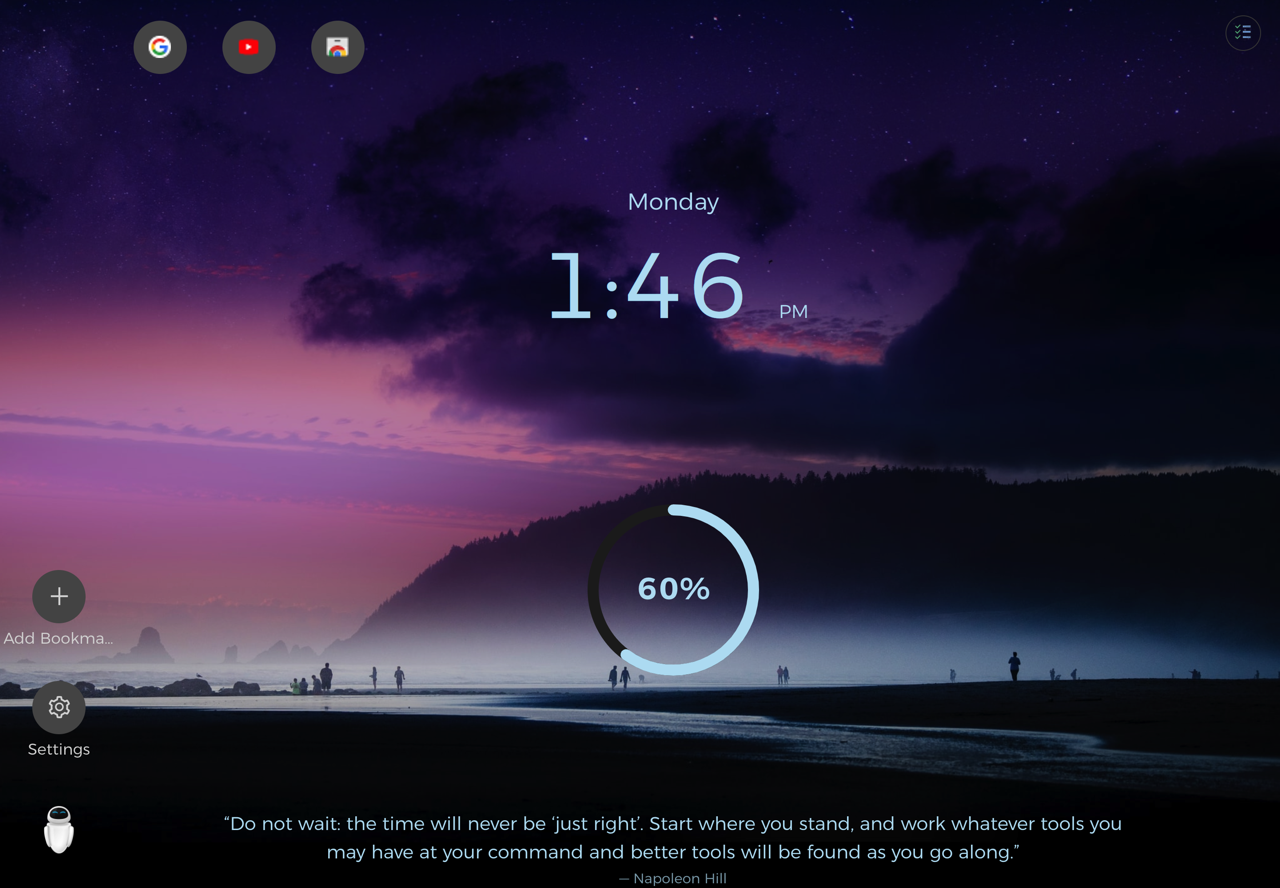 Monday
1:46 PM
60%
Add Bookma...
Settings
“Do not wait: the time will never be ‘just right’. Start where you stand, and work whatever tools you
may have at your command and better tools will be found as you go along.”
— Napoleon Hill